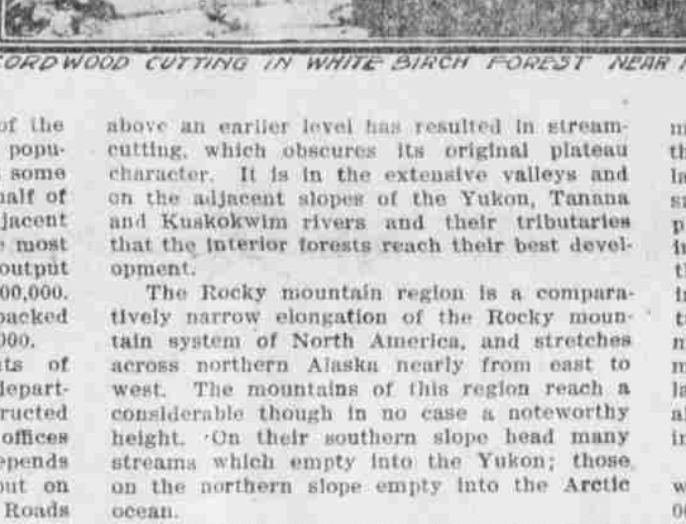 CORDWOOD CUTTING IN WHITE BIRCH FOREST NEAR
of the
popu-
some
half of
jacent
most
output
00,000.
packed
000.
ts of
depart-
ructed
offices
epends
out on
Roads
above an earlier level has resulted in stream-
cutting, which obscures its original plateau
character. It is in the extensive valleys and
on the adjacent slopes of the Yukon, Tanana
and Kuskokwim rivers and their tributaries
that the interior forests reach their best devel-
opment.
The Rocky mountain region is a compara-
tively narrow elongation of the Rocky moun-
tain system of North America, and stretches
across northern Alaska nearly from east to
west. The mountains of this region reach a
considerable though in no case a noteworthy
height. On their southern slope head many
streams which empty into the Yukon; those
on the northern slope empty into the Arctic
ocean.